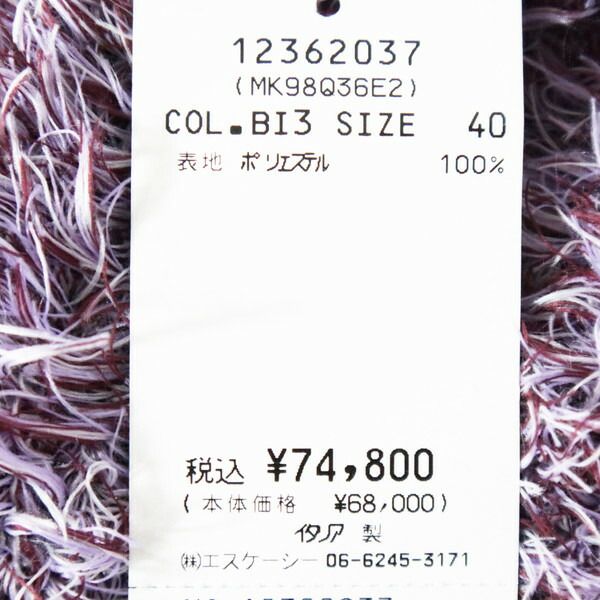 12362037
(MK98Q36E2)
COL.BI3 SIZE 40
表地 ポリエステル 100%
税込 ¥74,800
(本体価格 ¥68,000)
イタリア 製
㈱エスケーシー 06-6245-3171